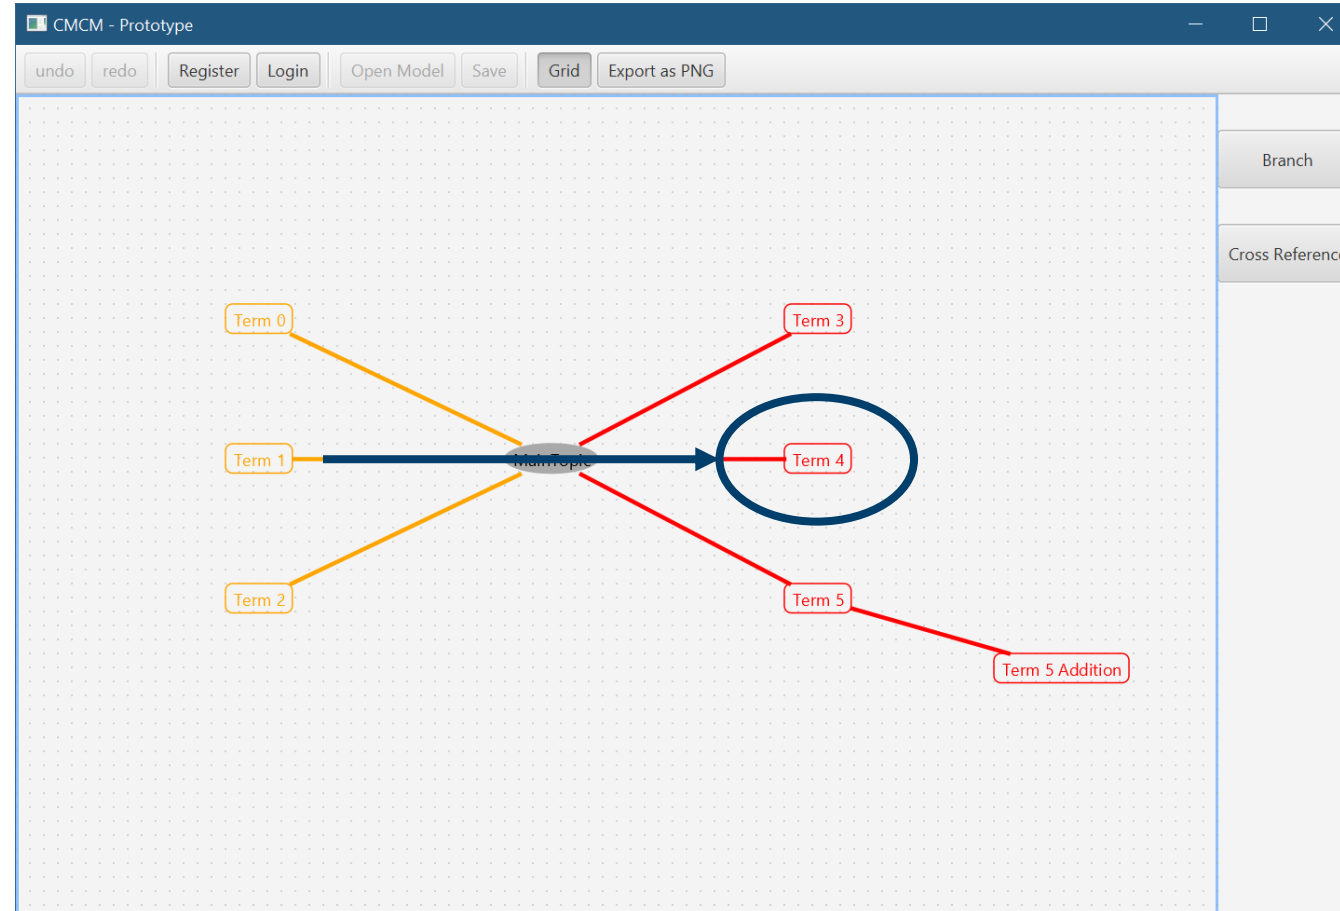 CMCM - Prototype
undo redo Register Login Open Model Save Grid Export as PNG
Branch
Cross Referenc
Term 0
Term 3
Term 1
MainTopic
Term 4
Term 2
Term 5
Term 5 Addition